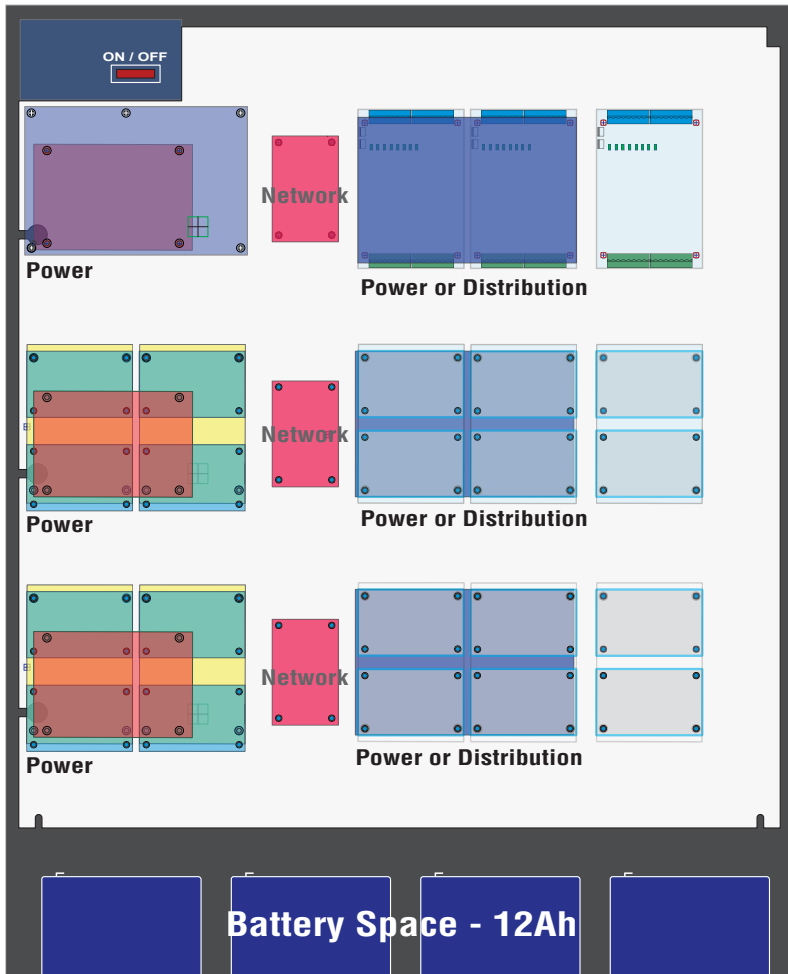 ON / OFF
Network
Power
Power or Distribution
Network
Power
Power or Distribution
Network
Power
Power or Distribution
Battery Space - 12Ah